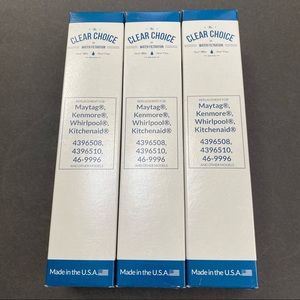 The
CLEAR CHOICE
WATER FILTRATION
REPLACEMENT FOR
Maytag®,
Kenmore®,
Whirlpool®,
Kitchenaid®
4396508,
4396510,
46-9996
AND OTHER MODELS
Made in the U.S.A.
The
CLEAR CHOICE
WATER FILTRATION
REPLACEMENT FOR
Maytag®,
Kenmore®,
Whirlpool®,
Kitchenaid®
4396508,
4396510,
46-9996
AND OTHER MODELS
Made in the U.S.A.
The
CLEAR CHOICE
WATER FILTRATION
REPLACEMENT FOR
Maytag®,
Kenmore®,
Whirlpool®,
Kitchenaid®
4396508,
4396510,
46-9996
AND OTHER MODELS
Made in the U.S.A.